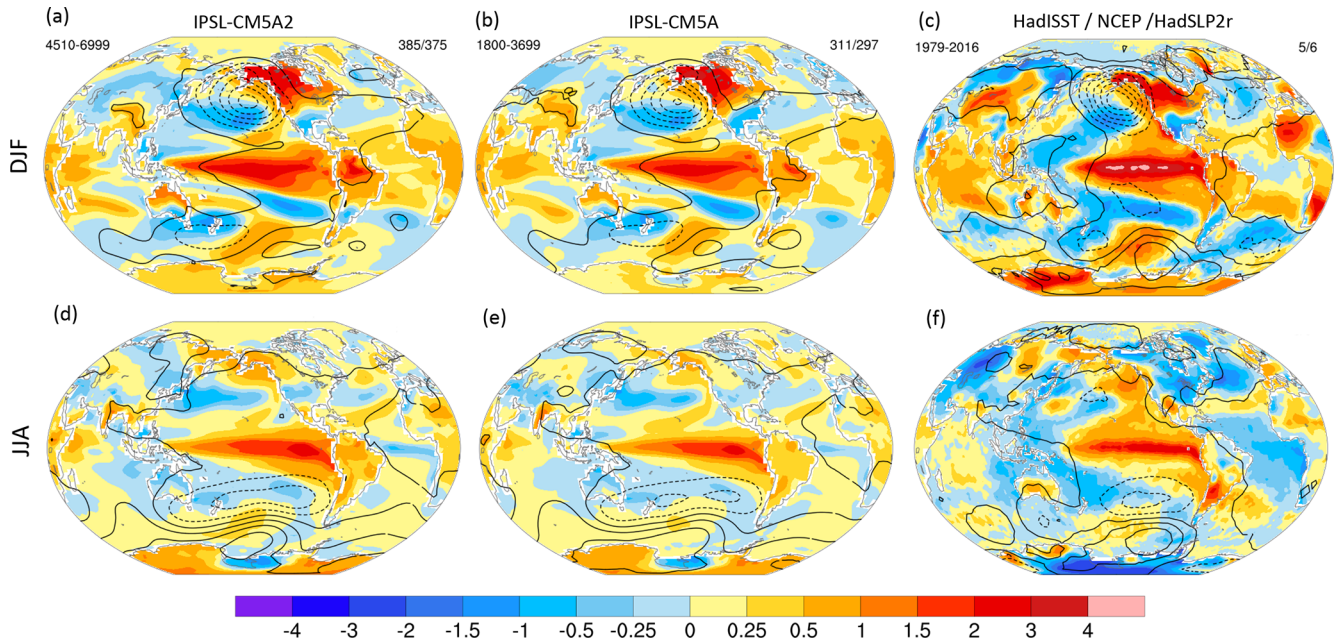 (a) IPSL-CM5A2 (b) IPSL-CM5A (c) HadISST / NCEP /HadSLP2r
4510-6999 385/375 1800-3699 311/297 1979-2016 5/6
DJF
(d) (e) (f)
JJA
-4 -3 -2 -1.5 -1 -0.5 -0.25 0 0.25 0.5 1 1.5 2 3 4